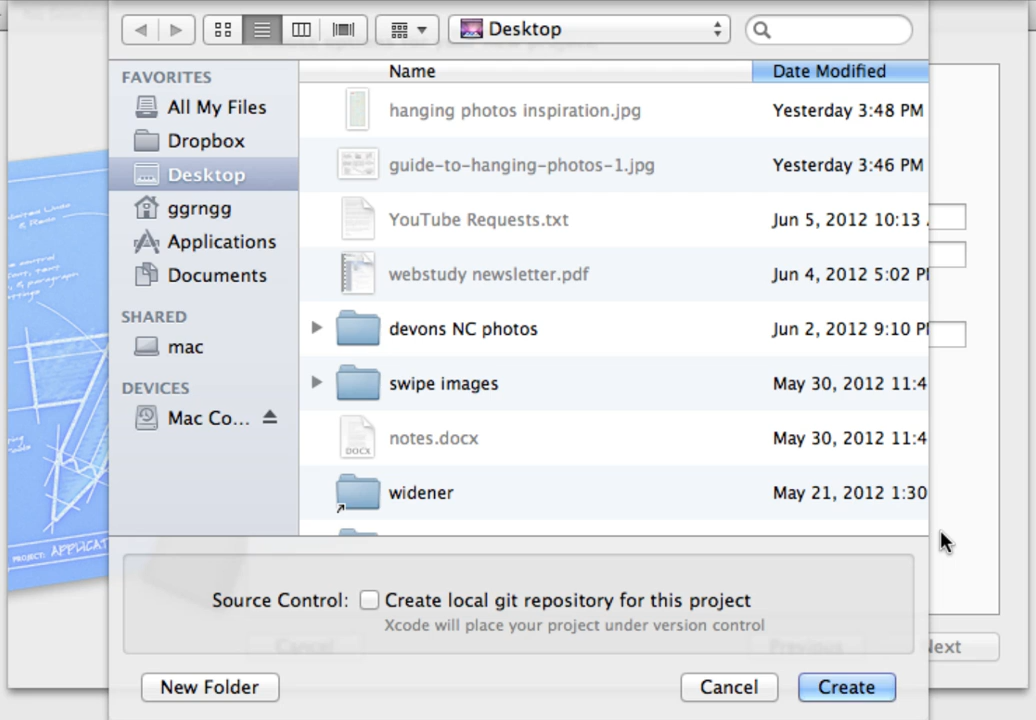 Desktop
FAVORITES
All My Files
Dropbox
Desktop
ggrngg
Applications
Documents
SHARED
mac
DEVICES
Mac Co...
Name Date Modified
hanging photos inspiration.jpg Yesterday 3:48 PM
guide-to-hanging-photos-1.jpg Yesterday 3:46 PM
YouTube Requests.txt Jun 5, 2012 10:13
webstudy newsletter.pdf Jun 4, 2012 5:02 P
devons NC photos Jun 2, 2012 9:10 P
swipe images May 30, 2012 11:4
notes.docx May 30, 2012 11:4
DOCX
widener May 21, 2012 1:30
PROJECT: APPLICAT
Source Control: Create local git repository for this project
Xcode will place your project under version control
Cancel Previous Next
New Folder Cancel Create